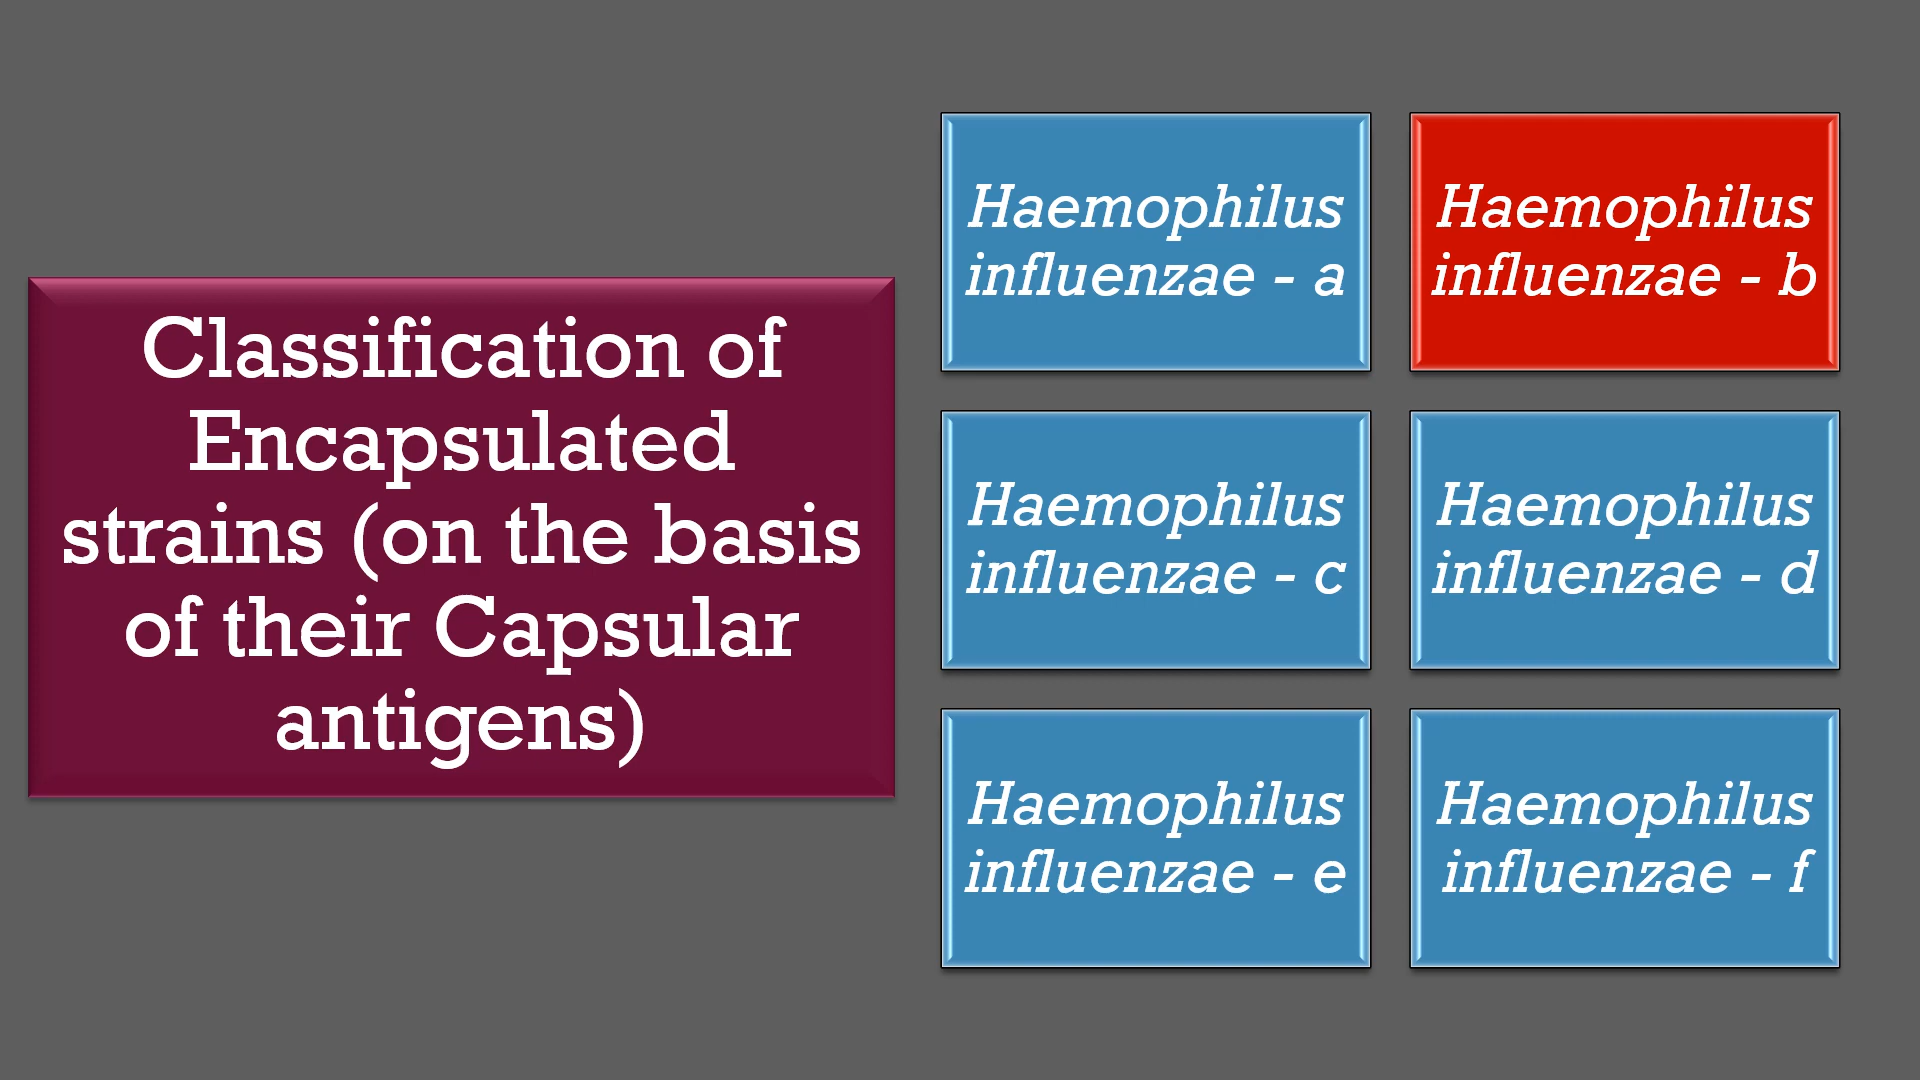 Classification of
Encapsulated
strains (on the basis
of their Capsular
antigens)
Haemophilus
influenzae - a
Haemophilus
influenzae - b
Haemophilus
influenzae - c
Haemophilus
influenzae - d
Haemophilus
influenzae - e
Haemophilus
influenzae - f